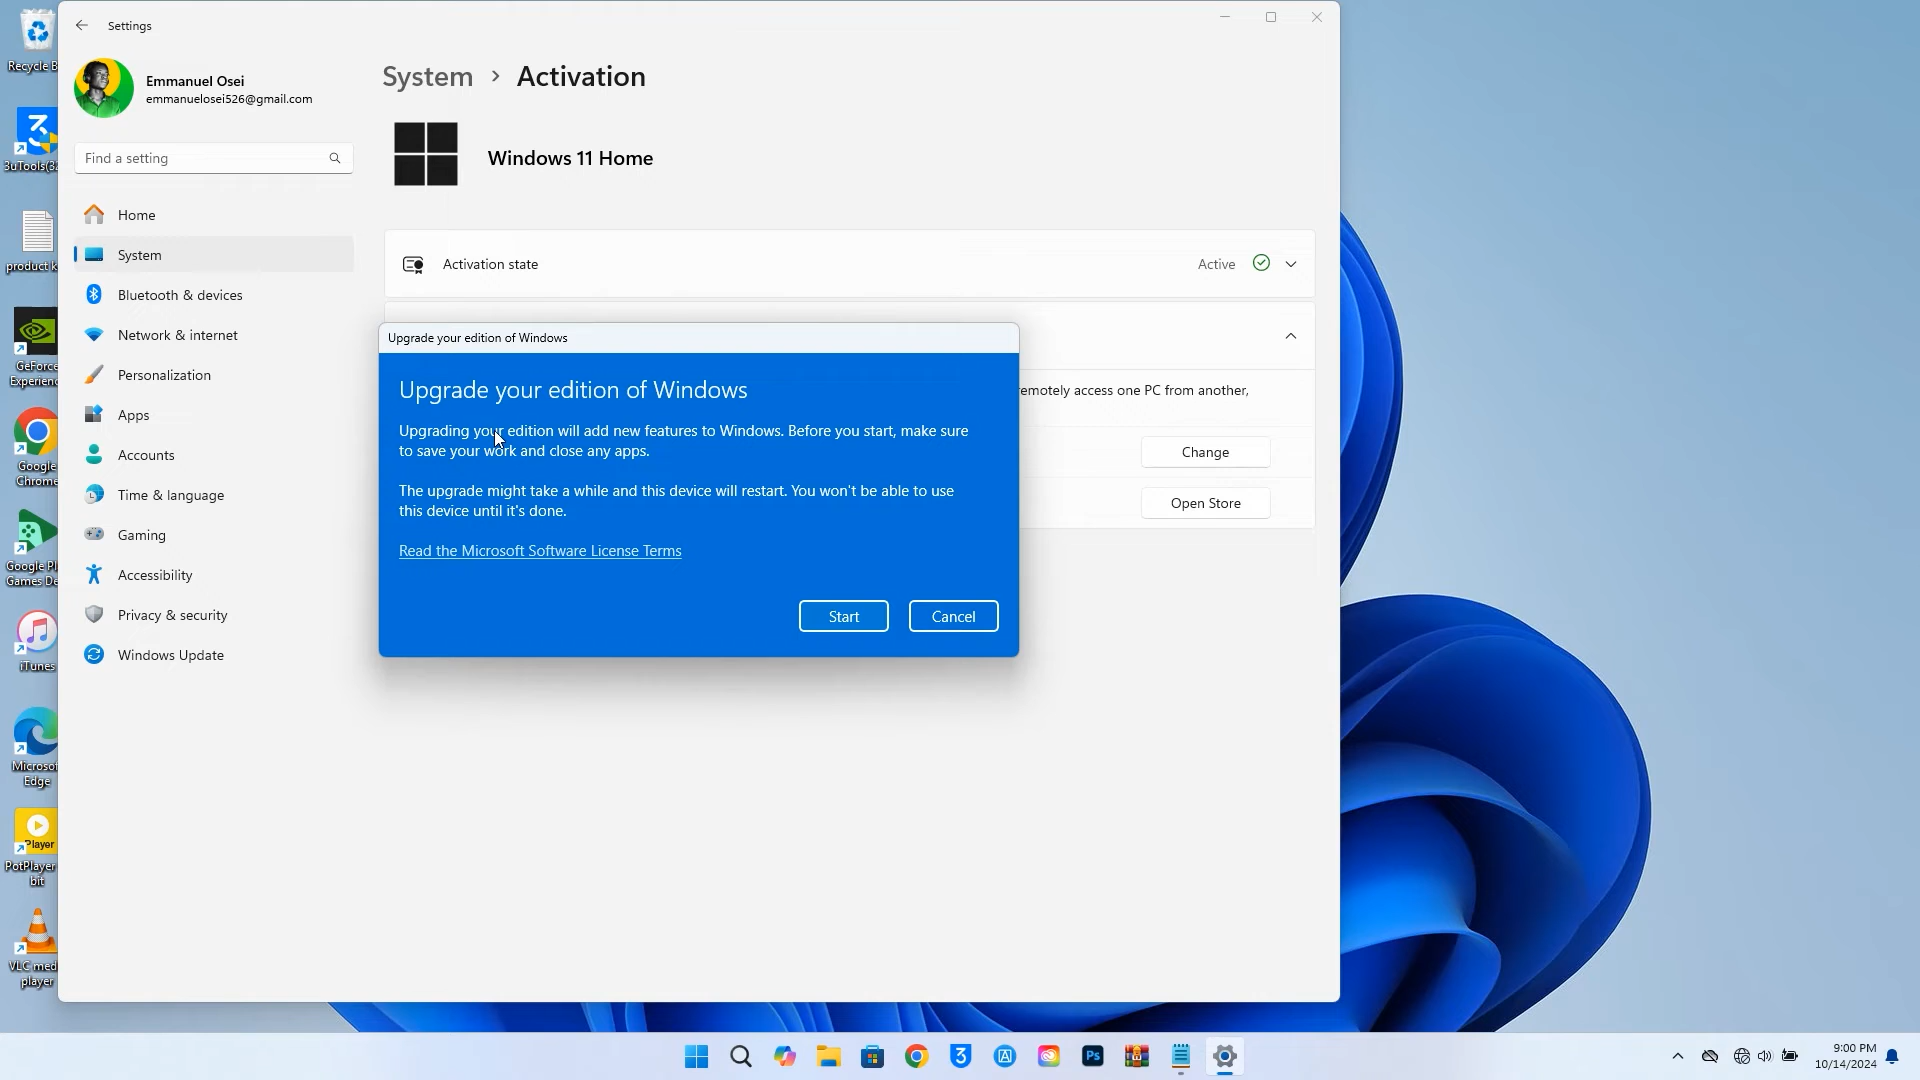 Settings
Emmanuel Osei
emmanuelosei526@gmail.com
Find a setting
Home
System
Bluetooth & devices
Network & internet
Personalization
Apps
Accounts
Time & language
Gaming
Accessibility
Privacy & security
Windows Update
System > Activation
Windows 11 Home
Activation state
Active
remotely access one PC from another,
Change
Open Store
Upgrade your edition of Windows
Upgrade your edition of Windows
Upgrading your edition will add new features to Windows. Before you start, make sure
to save your work and close any apps.
The upgrade might take a while and this device will restart. You won't be able to use
this device until it's done.
Read the Microsoft Software License Terms
Start
Cancel
Recycle B
3uTools(32
product k
GeForce
Experienc
Google
Chrome
Google Pl
Games Be
iTunes
Microsof
Edge
Player
PotPlayer
bit
VLC med
player
Ps
9:00 PM
10/14/2024